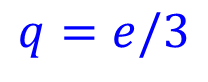 q = e/3